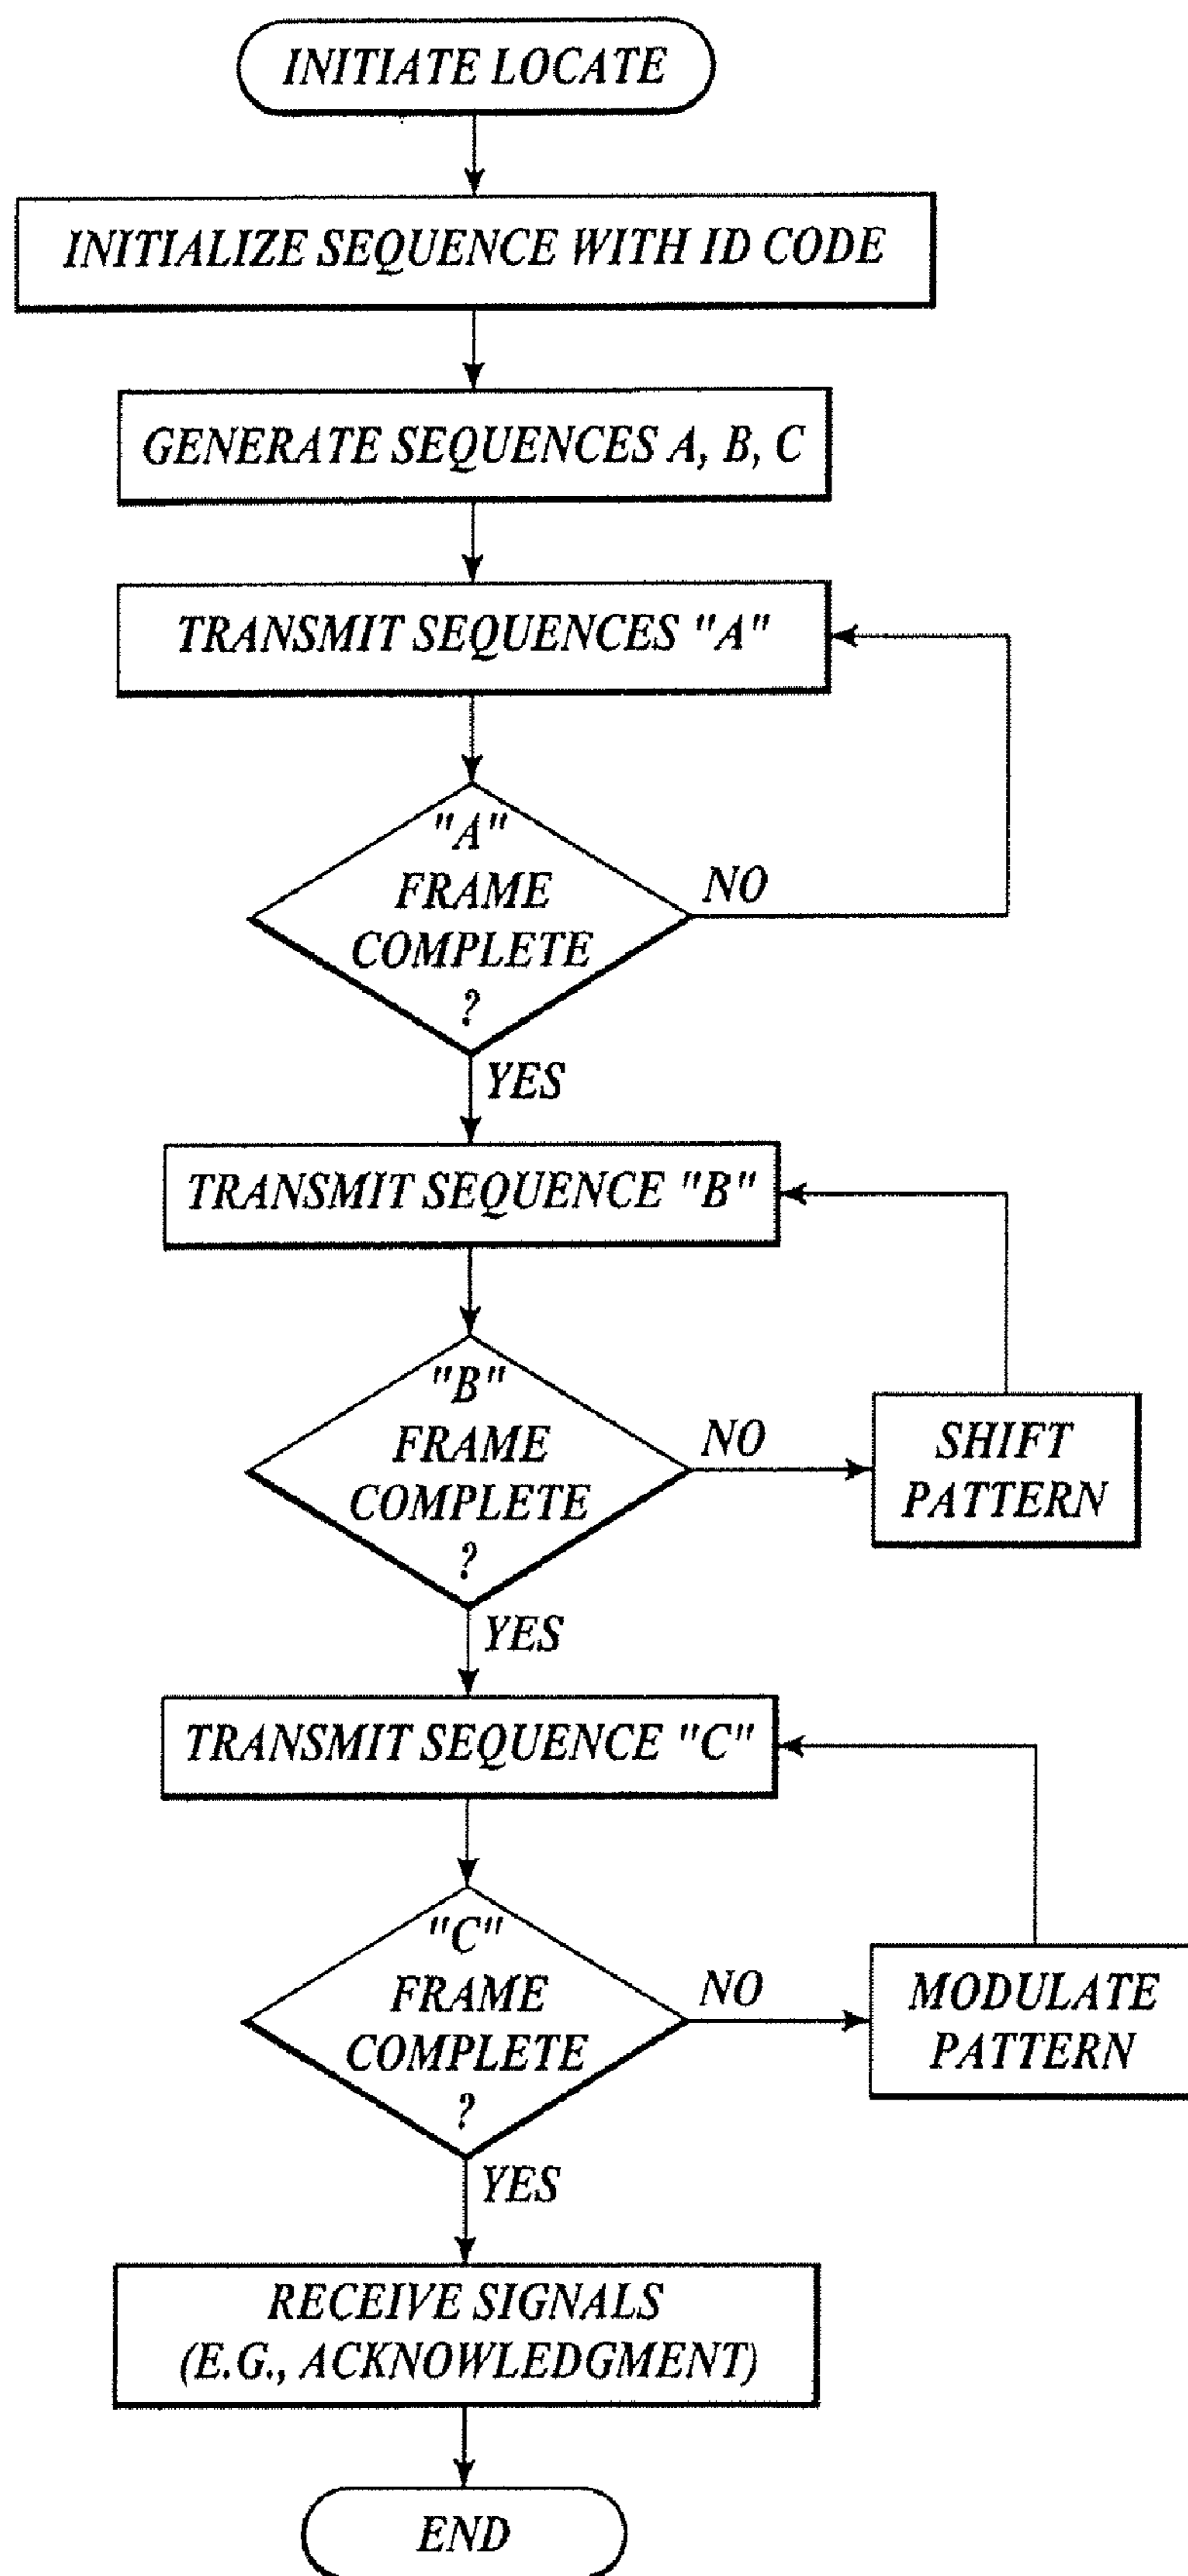 INITIATE LOCATE
INITIALIZE SEQUENCE WITH ID CODE
GENERATE SEQUENCES A, B, C
TRANSMIT SEQUENCES "A"
"A"
FRAME
COMPLETE
?
NO
YES
TRANSMIT SEQUENCE "B"
"B"
FRAME
COMPLETE
?
NO
SHIFT
PATTERN
YES
TRANSMIT SEQUENCE "C"
"C"
FRAME
COMPLETE
?
NO
MODULATE
PATTERN
YES
RECEIVE SIGNALS
(E.G., ACKNOWLEDGMENT)
END